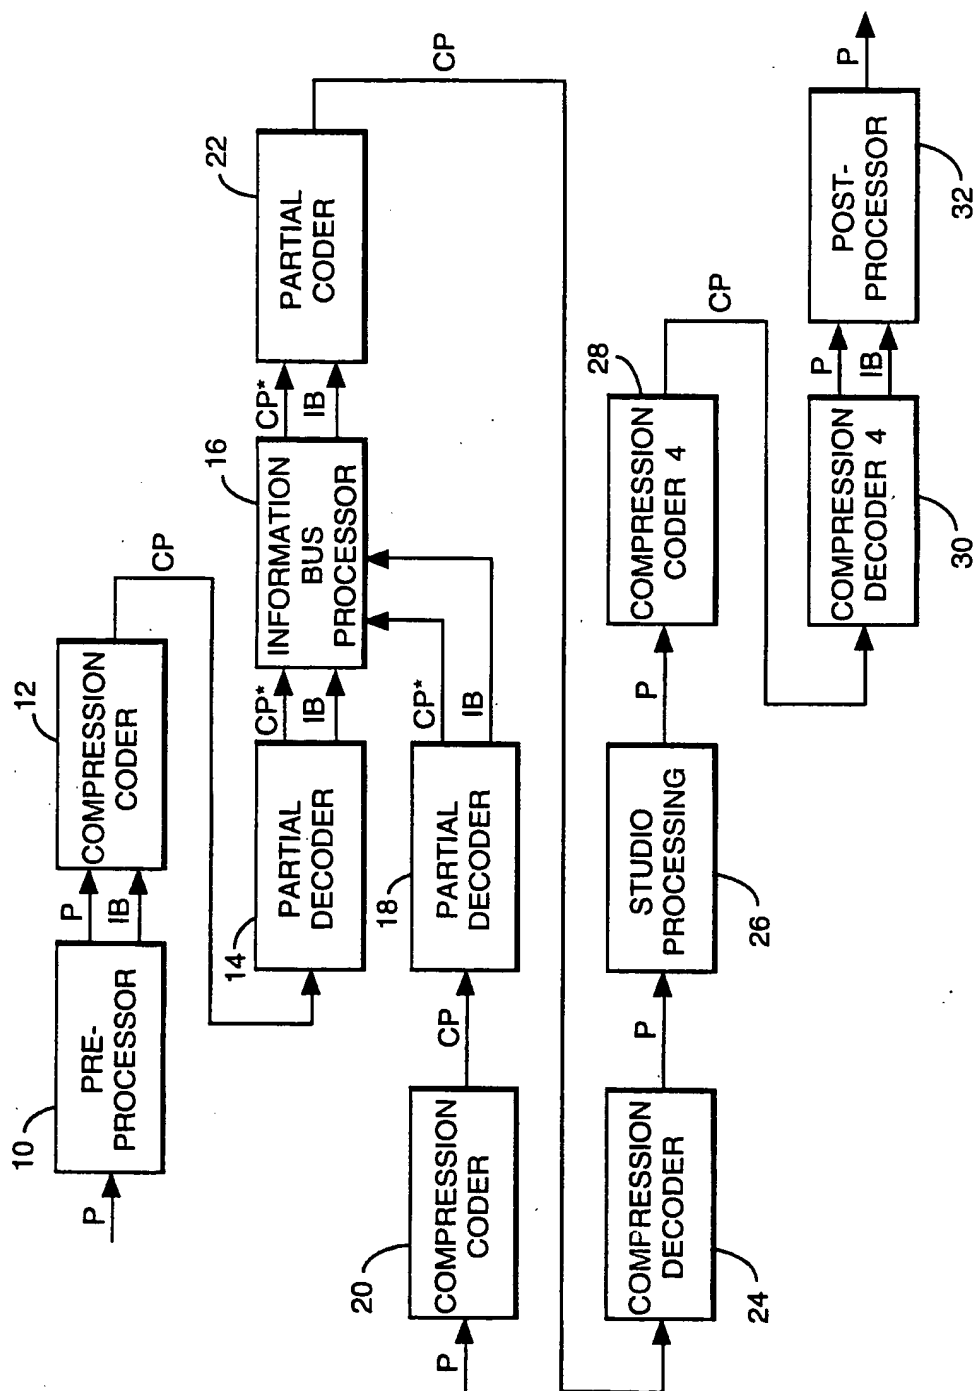 P
10
PRE-
PROCESSOR
P
IB
12
COMPRESSION
CODER
CP
14
PARTIAL
DECODER
CP*
IB
16
INFORMATION
BUS
PROCESSOR
CP*
IB
22
PARTIAL
CODER
CP
P
20
COMPRESSION
CODER
CP
18
PARTIAL
DECODER
CP*
IB
24
COMPRESSION
DECODER
P
26
STUDIO
PROCESSING
P
28
COMPRESSION
CODER 4
CP
30
COMPRESSION
DECODER 4
P
IB
32
POST-
PROCESSOR
P